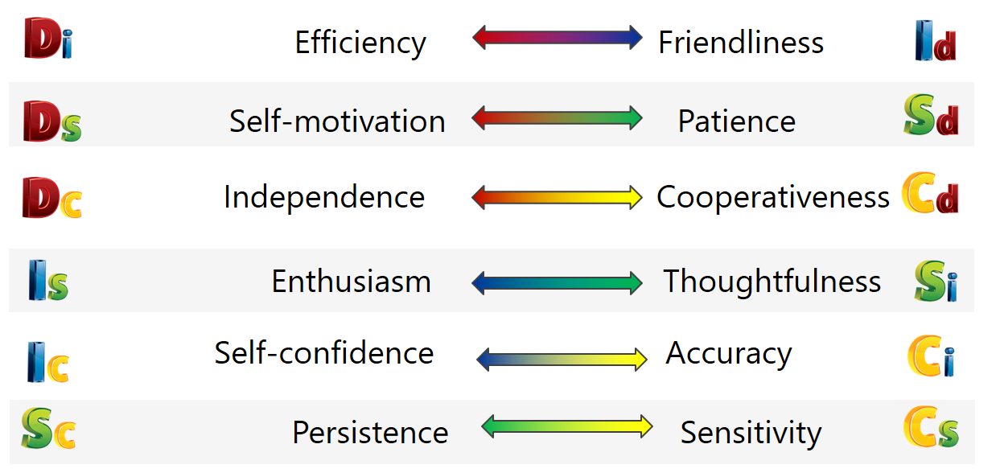 Di Efficiency Friendliness Id
Ds Self-motivation Patience Sd
Dc Independence Cooperativeness Cd
Is Enthusiasm Thoughtfulness Si
Ic Self-confidence Accuracy Ci
Sc Persistence Sensitivity Cs